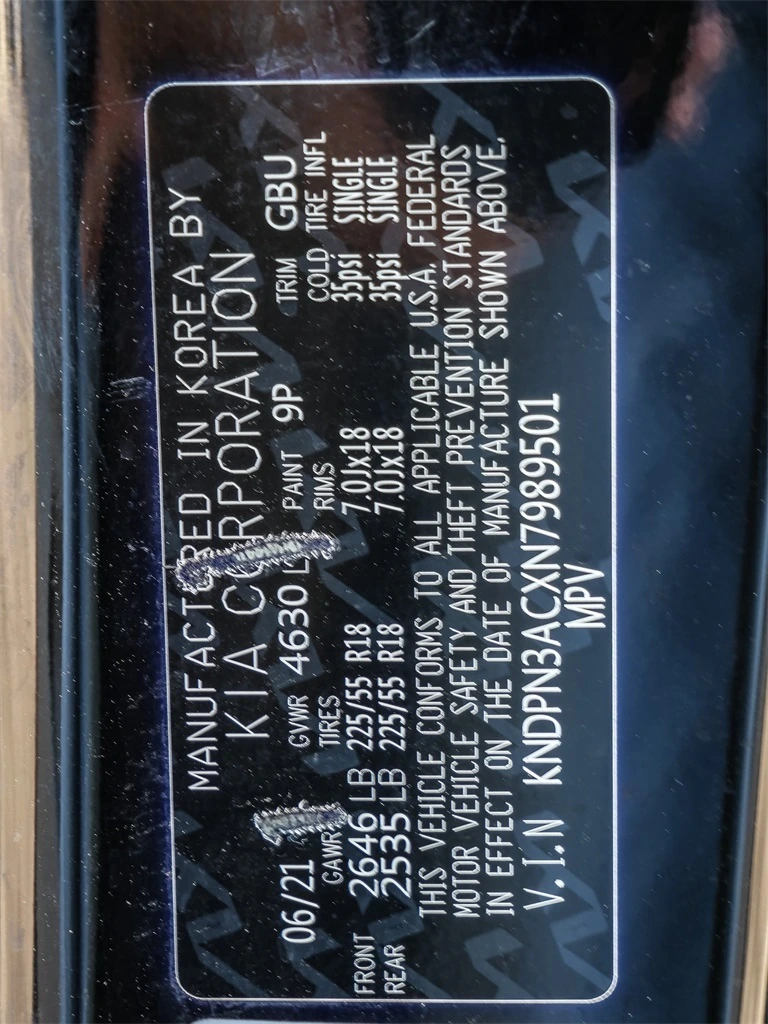 MANUFACTURED IN KOREA BY
KIA CORPORATION
06/21 GVWR 4630 L PAINT 9P TRIM GBU
GAWR TIRES RIMS COLD TIRE INFL
FRONT 2646 LB 225/55 R18 7.0Jx18 35psi SINGLE
REAR 2535 LB 225/55 R18 7.0Jx18 35psi SINGLE
THIS VEHICLE CONFORMS TO ALL APPLICABLE U.S.A. FEDERAL
MOTOR VEHICLE SAFETY AND THEFT PREVENTION STANDARDS
IN EFFECT ON THE DATE OF MANUFACTURE SHOWN ABOVE.
V.I.N KNDPN3ACXN7989501
MPV